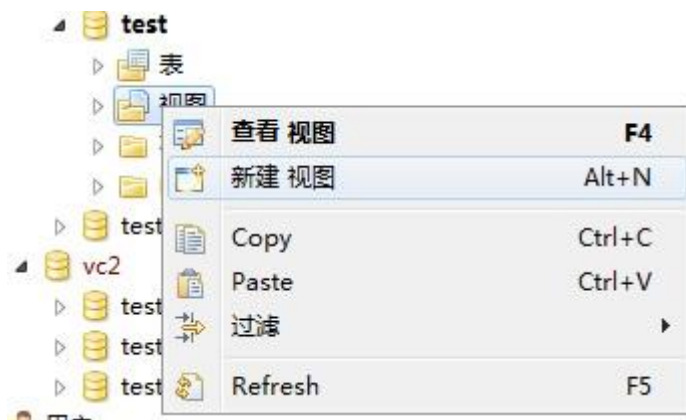 test
表
视图
查看 视图 F4
新建 视图 Alt+N
test
Copy Ctrl+C
vc2
Paste Ctrl+V
test
过滤
test
test
Refresh F5